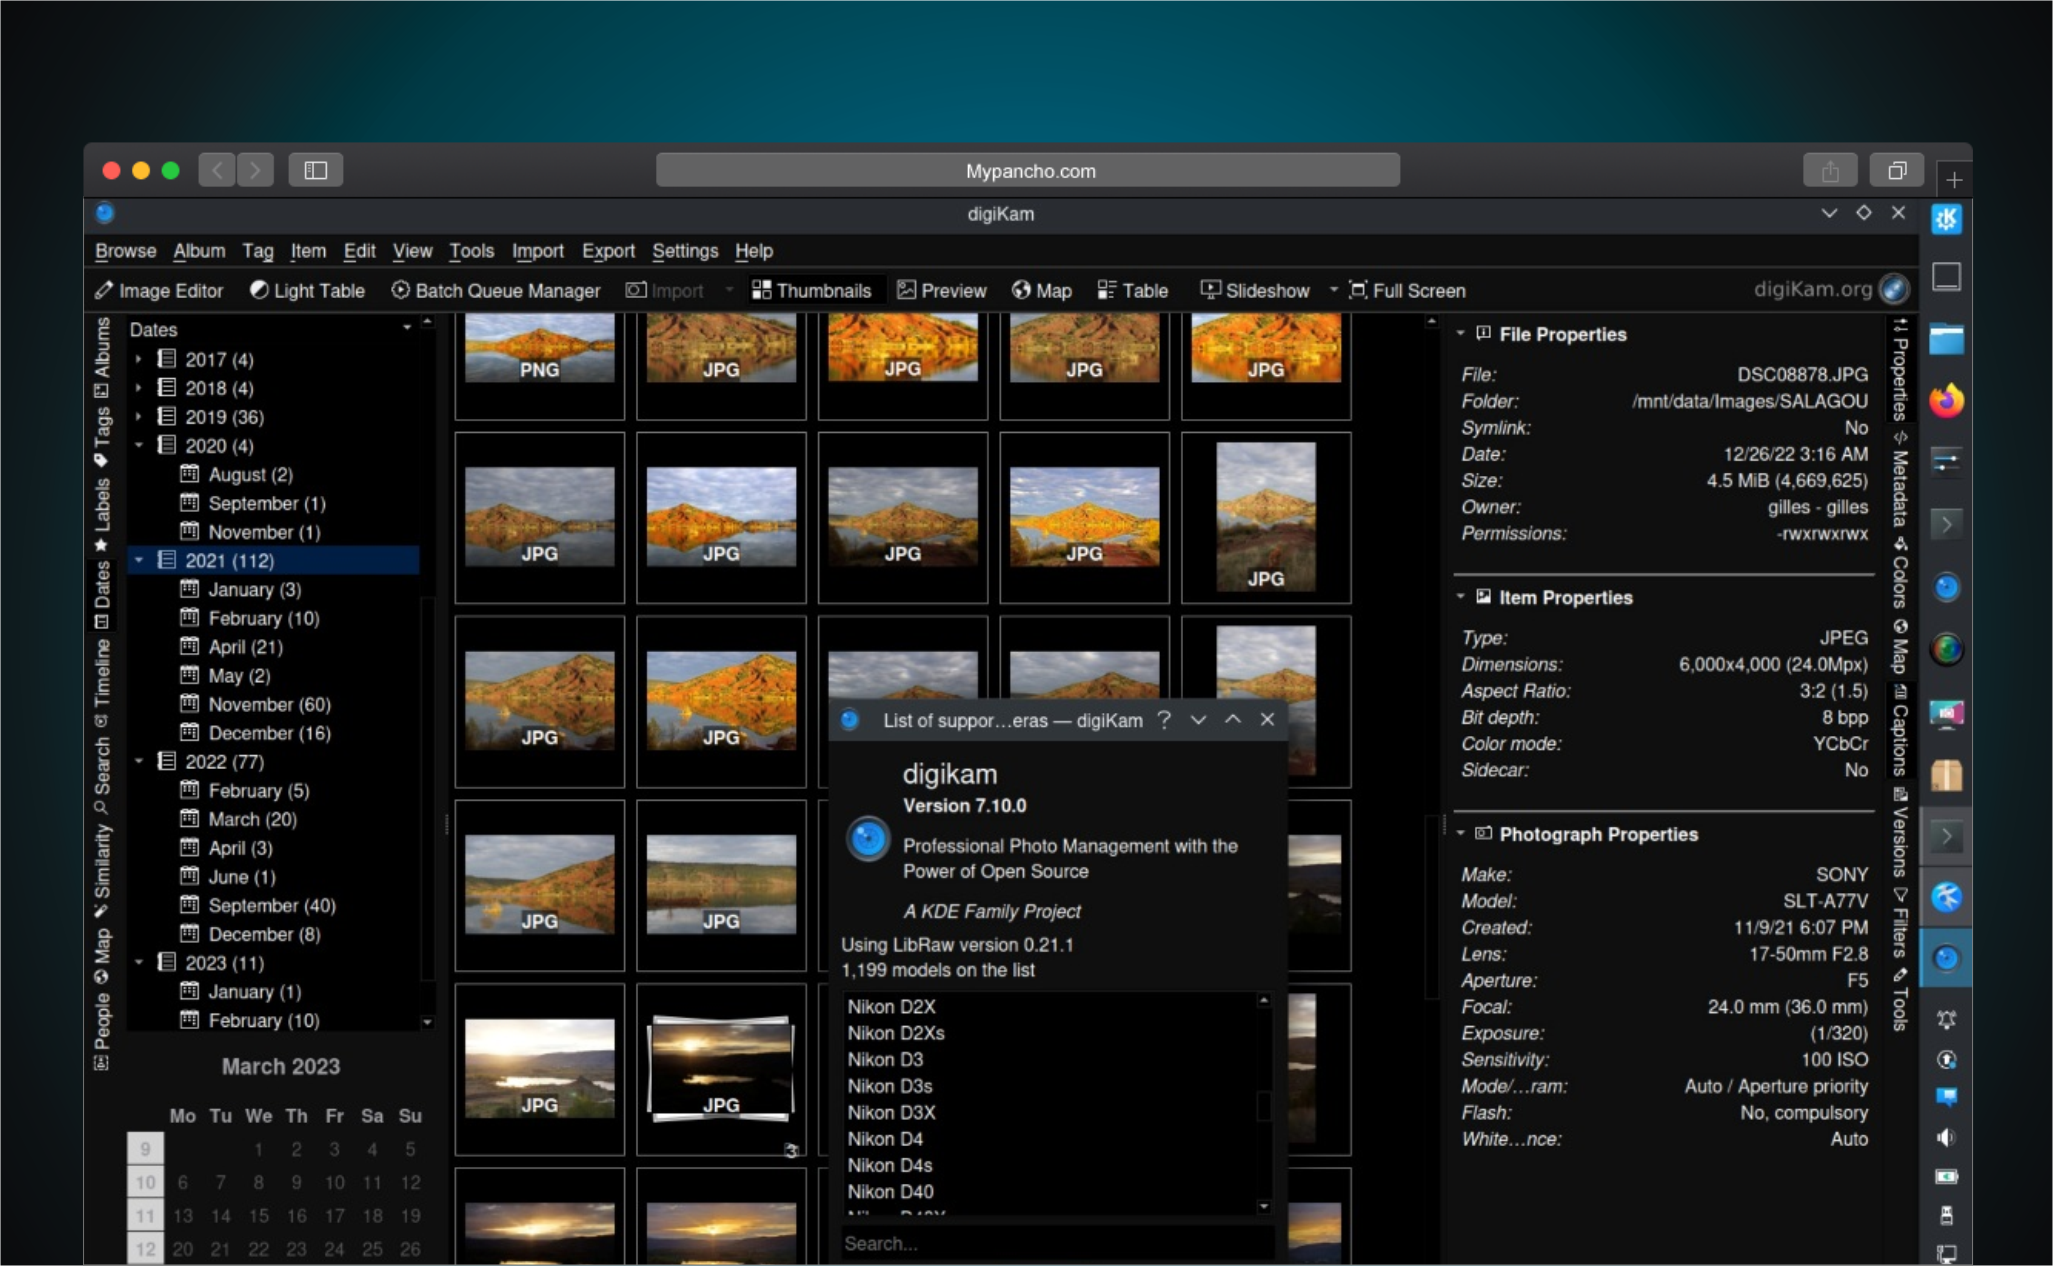 Mypancho.com
digiKam
Browse Album Tag Item Edit View Tools Import Export Settings Help
Image Editor Light Table Batch Queue Manager Import Thumbnails Preview Map Table Slideshow Full Screen digiKam.org
Albums
Tags
Labels
Dates
Timeline
Search
Similarity
Map
People
Dates
2017 (4)
2018 (4)
2019 (36)
2020 (4)
August (2)
September (1)
November (1)
2021 (112)
January (3)
February (10)
April (21)
May (2)
November (60)
December (16)
2022 (77)
February (5)
March (20)
April (3)
June (1)
September (40)
December (8)
2023 (11)
January (1)
February (10)
March 2023
Mo Tu We Th Fr Sa Su
9 1 2 3 4 5
10 6 7 8 9 10 11 12
11 13 14 15 16 17 18 19
12 20 21 22 23 24 25 26
PNG JPG JPG JPG JPG
JPG JPG JPG JPG JPG
JPG JPG
JPG JPG
JPG JPG
3
List of suppor...eras — digiKam ?
digikam
Version 7.10.0
Professional Photo Management with the
Power of Open Source
A KDE Family Project
Using LibRaw version 0.21.1
1,199 models on the list
Nikon D2X
Nikon D2Xs
Nikon D3
Nikon D3s
Nikon D3X
Nikon D4
Nikon D4s
Nikon D40
Search...
File Properties
File: DSC08878.JPG
Folder: /mnt/data/Images/SALAGOU
Symlink: No
Date: 12/26/22 3:16 AM
Size: 4.5 MiB (4,669,625)
Owner: gilles - gilles
Permissions: -rwxrwxrwx
Item Properties
Type: JPEG
Dimensions: 6,000x4,000 (24.0Mpx)
Aspect Ratio: 3:2 (1.5)
Bit depth: 8 bpp
Color mode: YCbCr
Sidecar: No
Photograph Properties
Make: SONY
Model: SLT-A77V
Created: 11/9/21 6:07 PM
Lens: 17-50mm F2.8
Aperture: F5
Focal: 24.0 mm (36.0 mm)
Exposure: (1/320)
Sensitivity: 100 ISO
Mode/...ram: Auto / Aperture priority
Flash: No, compulsory
White...nce: Auto
Properties
Metadata
Colors
Map
Captions
Versions
Filters
Tools